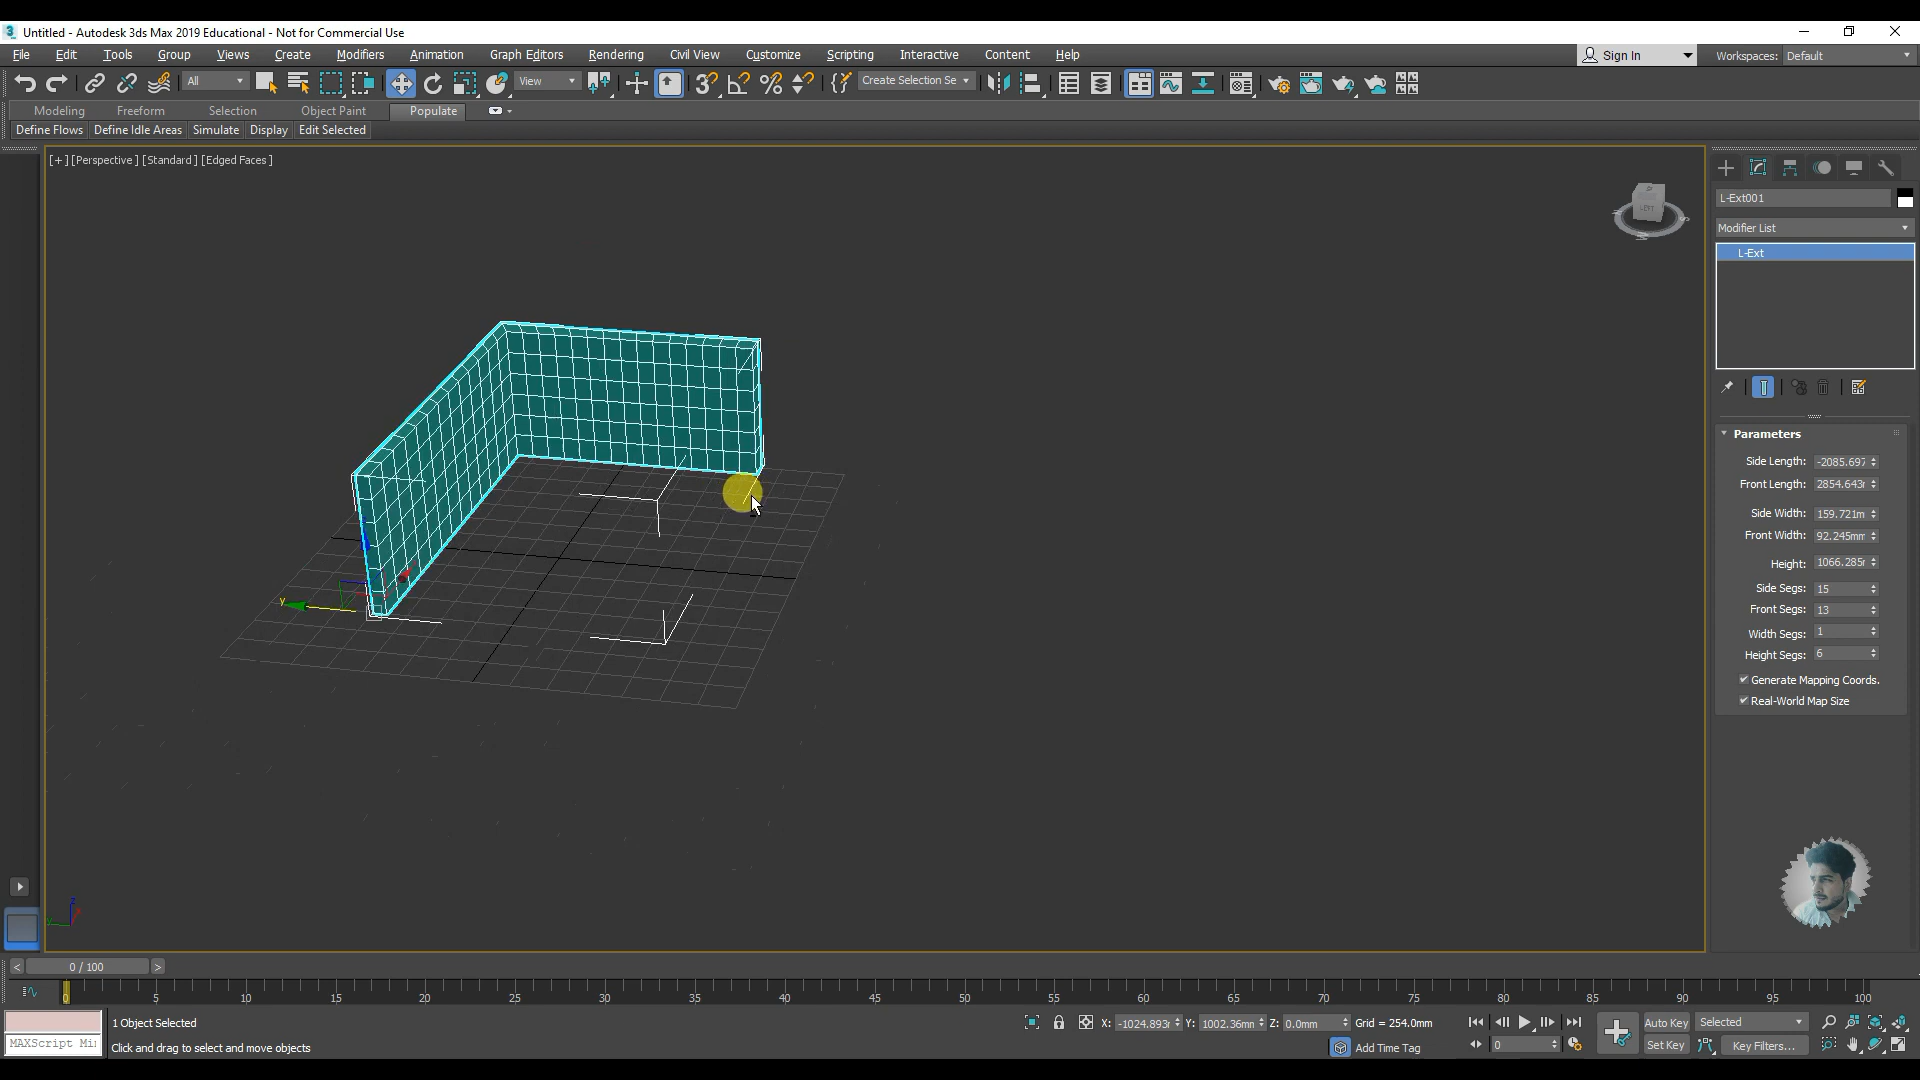 Untitled - Autodesk 3ds Max 2019 Educational - Not for Commercial Use
File Edit Tools Group Views Create Modifiers Animation Graph Editors Rendering Civil View Customize Scripting Interactive Content Help
Sign In Workspaces: Default
All View Create Selection Se
Modeling Freeform Selection Object Paint Populate
Define Flows Define Idle Areas Simulate Display Edit Selected
[+] [Perspective] [Standard] [Edged Faces]
L-Ext001
Modifier List
L-Ext
Parameters
Side Length: -2085.697
Front Length: 2854.643
Side Width: 159.721m
Front Width: 92.245mm
Height: 1066.285
Side Segs: 15
Front Segs: 13
Width Segs: 1
Height Segs: 6
Generate Mapping Coords.
Real-World Map Size
y
z
y
< 0 / 100 >
0 5 10 15 20 25 30 35 40 45 50 55 60 65 70 75 80 85 90 95 100
1 Object Selected X: -1024.893 Y: 1002.36mm Z: 0.0mm Grid = 254.0mm Auto Key Selected
MAXScript Mi Click and drag to select and move objects Add Time Tag 0 Set Key Key Filters...